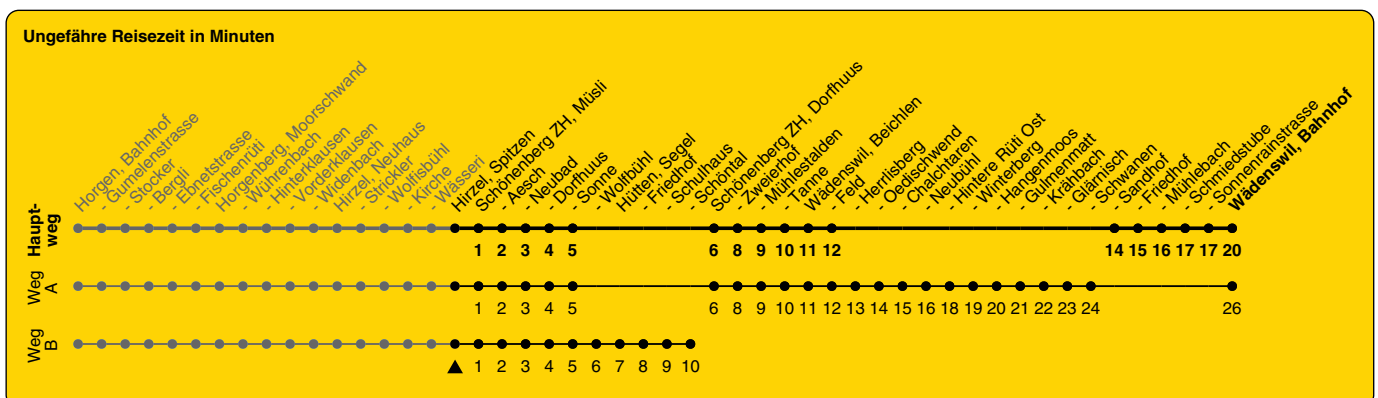 Ungefähre Reisezeit in Minuten
Horgen, Bahnhof
- Gumelenstrasse
- Stocker
- Bergli
- Ebnetstrasse
- Fischenrüti
Horgenberg, Moorschwand
- Wührenbach
- Hinterklausen
- Vorderklausen
- Widenbach
Hirzel, Neuhaus
- Strickler
- Wolfisbühl
- Kirche
- Wässeri
Hirzel, Spitzen
Schönenberg ZH, Müsli
- Aesch
- Neubad
- Dorfhaus
- Sonne
- Wolfbühl
Hütten, Segel
- Friedhof
- Schulhaus
- Schöntal
Schönenberg ZH, Dorfhuus
- Zweierhof
- Mühlestalden
- Tanne
Wädenswil, Beichlen
- Feld
- Herrlisberg
- Oedischwend
- Chalchtaren
- Neubühl
- Hintere Rüti Ost
- Winterberg
- Hangenmoos
- Gulmenmatt
- Krähbach
- Glärnisch
- Schwanen
- Sandhof
- Friedhof
- Mühlebach
- Schmiedstube
- Sonnenrainstrasse
Wädenswil, Bahnhof
Haupt-
weg
1 2 3 4 5 6 8 9 10 11 12 14 15 16 17 17 20
Weg
A
1 2 3 4 5 6 8 9 10 11 12 13 14 15 16 18 19 20 21 22 23 24 26
Weg
B
1 2 3 4 5 6 7 8 9 10